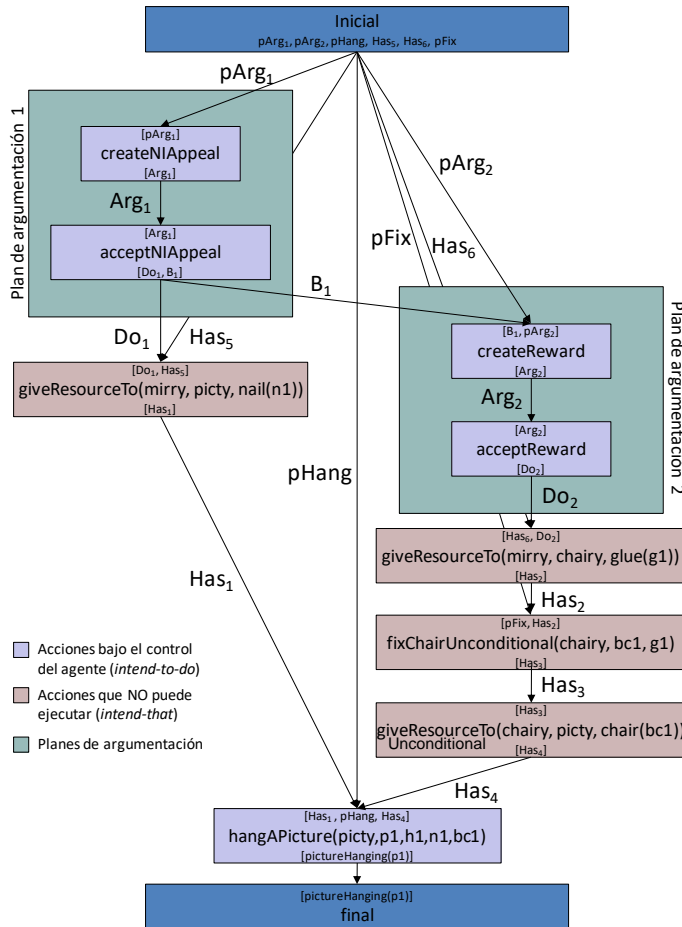 Inicial
pArg₁, pArg₂, pHang, Has₅, Has₆, pFix
pArg₁
Plan de argumentación 1
[pArg₁]
createNIAppeal
[Arg₁]
Arg₁
[Arg₁]
acceptNIAppeal
[Do₁, B₁]
pArg₂
pFix
Has₆
B₁
Do₁
Has₅
Plan de argumentación 2
[B₁, pArg₂]
createReward
[Arg₂]
Arg₂
[Arg₂]
acceptReward
[Do₂]
Do₂
[Do₁, Has₅]
giveResourceTo(mirry, picty, nail(n1))
[Has₁]
pHang
Has₁
[Has₆, Do₂]
giveResourceTo(mirry, chairy, glue(g1))
[Has₂]
Has₂
[pFix, Has₂]
fixChairUnconditional(chairy, bc1, g1)
[Has₃]
Has₃
[Has₃]
giveResourceTo(chairy, picty, chair(bc1))
Unconditional
[Has₄]
Has₄
Acciones bajo el control
del agente (intend-to-do)
Acciones que NO puede
ejecutar (intend-that)
Planes de argumentación
[Has₁, pHang, Has₄]
hangAPicture(picty,p1,h1,n1,bc1)
[pictureHanging(p1)]
[pictureHanging(p1)]
final